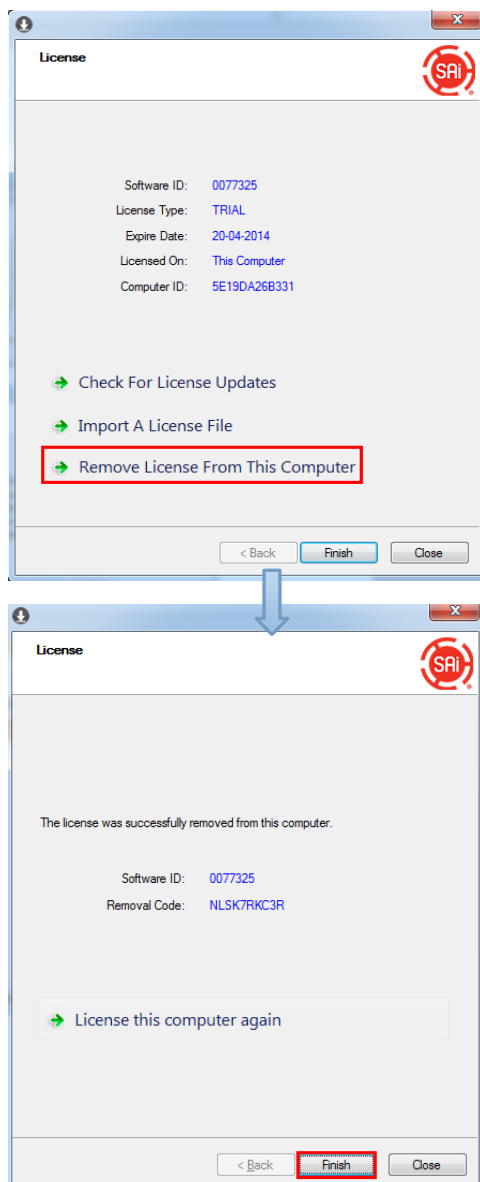 X
License
SAi
Software ID: 0077325
License Type: TRIAL
Expire Date: 20-04-2014
Licensed On: This Computer
Computer ID: 5E19DA26B331
Check For License Updates
Import A License File
Remove License From This Computer
< Back Finish Close
X
License
SAi
The license was successfully removed from this computer.
Software ID: 0077325
Removal Code: NLSK7RKC3R
License this computer again
< Back Finish Close